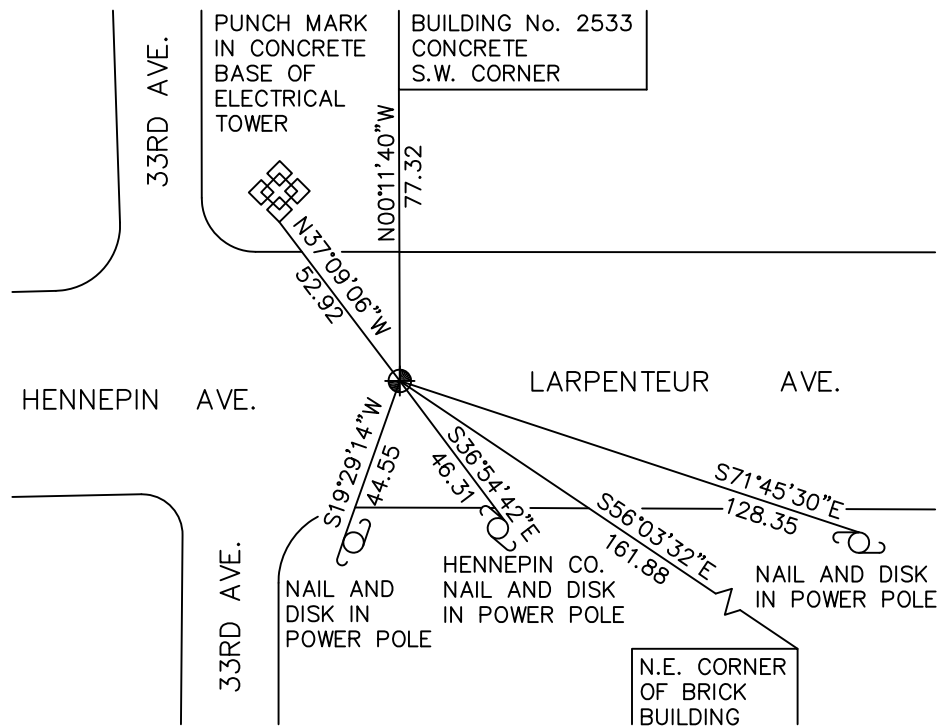 PUNCH MARK
IN CONCRETE
BASE OF
ELECTRICAL
TOWER
BUILDING No. 2533
CONCRETE
S.W. CORNER
33RD AVE.
N00°11'40"W
77.32
N37°09'06"W
52.92
HENNEPIN AVE.
LARPENTEUR AVE.
S19°29'14"W
44.55
S36°54'42"E
46.31
S56°03'32"E
161.88
S71°45'30"E
128.35
33RD AVE.
NAIL AND
DISK IN
POWER POLE
HENNEPIN CO.
NAIL AND DISK
IN POWER POLE
NAIL AND DISK
IN POWER POLE
N.E. CORNER
OF BRICK
BUILDING